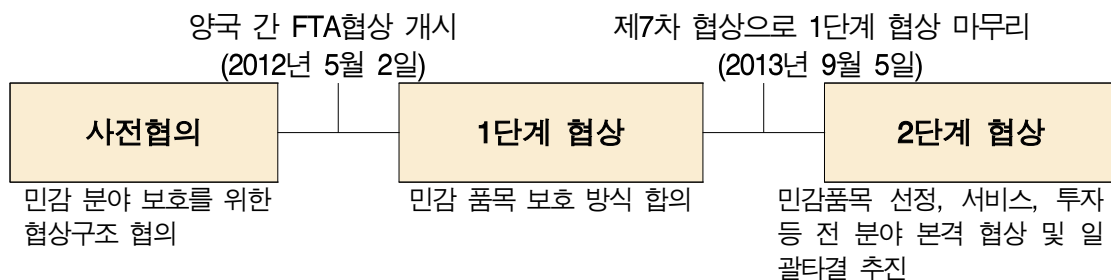 양국 간 FTA협상 개시
(2012년 5월 2일)
제7차 협상으로 1단계 협상 마무리
(2013년 9월 5일)
사전협의
1단계 협상
2단계 협상
민감 분야 보호를 위한
협상구조 협의
민감 품목 보호 방식 합의
민감품목 선정, 서비스, 투자
등 전 분야 본격 협상 및 일
괄타결 추진